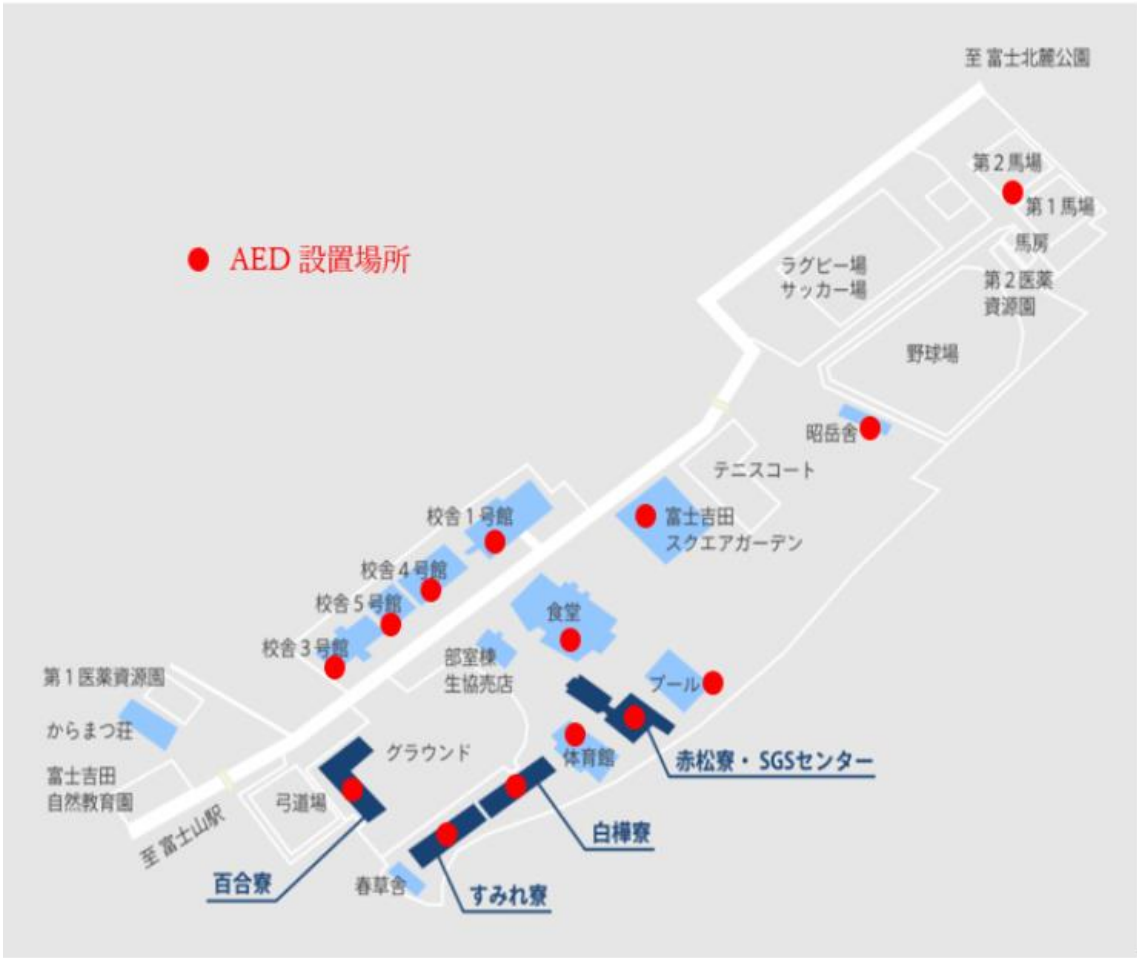 至 富士北麓公園
第２馬場
第１馬場
馬房
第２医薬
資源園
ラグビー場
サッカー場
AED 設置場所
野球場
昭岳舎
テニスコート
富士吉田
スクエアガーデン
校舎１号館
校舎４号館
校舎５号館
校舎３号館
食堂
部室棟
生協売店
プール
第１医薬資源園
からまつ荘
富士吉田
自然教育園
グラウンド
体育館
赤松寮・SGSセンター
弓道場
至 富士山駅
白樺寮
百合寮
春草舎
すみれ寮